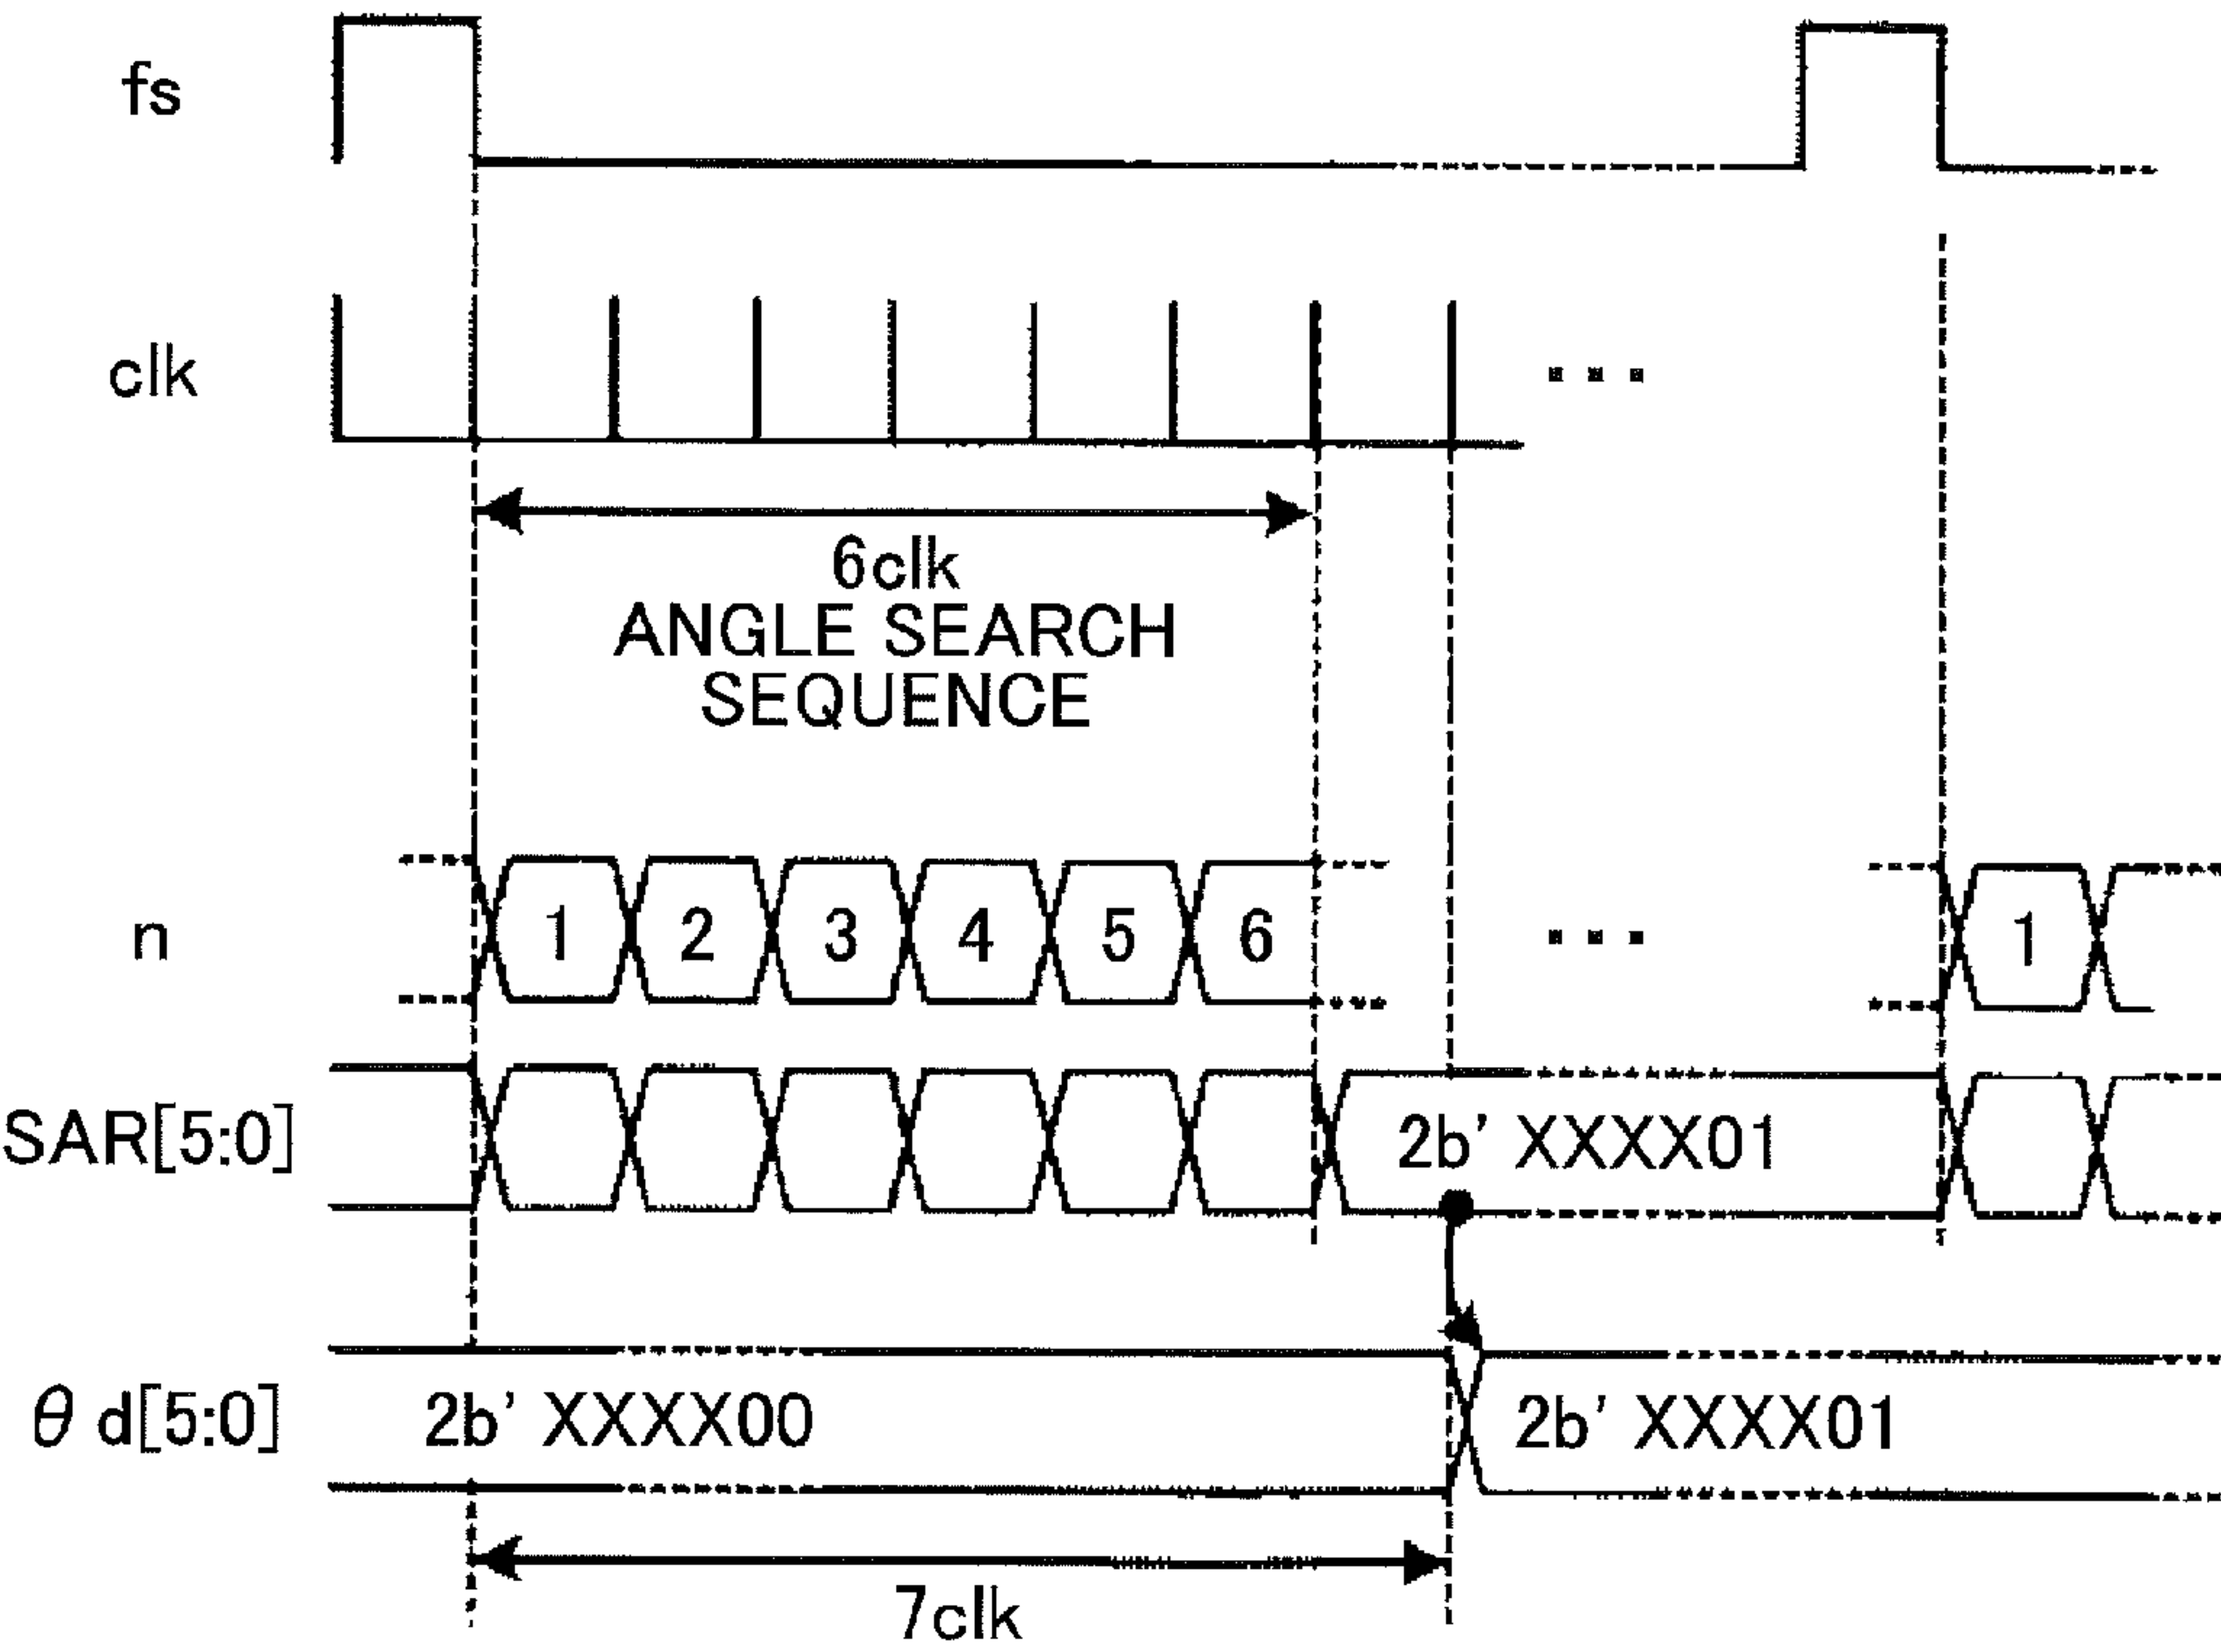 fs
clk
6clk
ANGLE SEARCH
SEQUENCE
n 1 2 3 4 5 6 1
SAR[5:0] 2b' XXXX01
θ d[5:0] 2b' XXXX00 2b' XXXX01
7clk